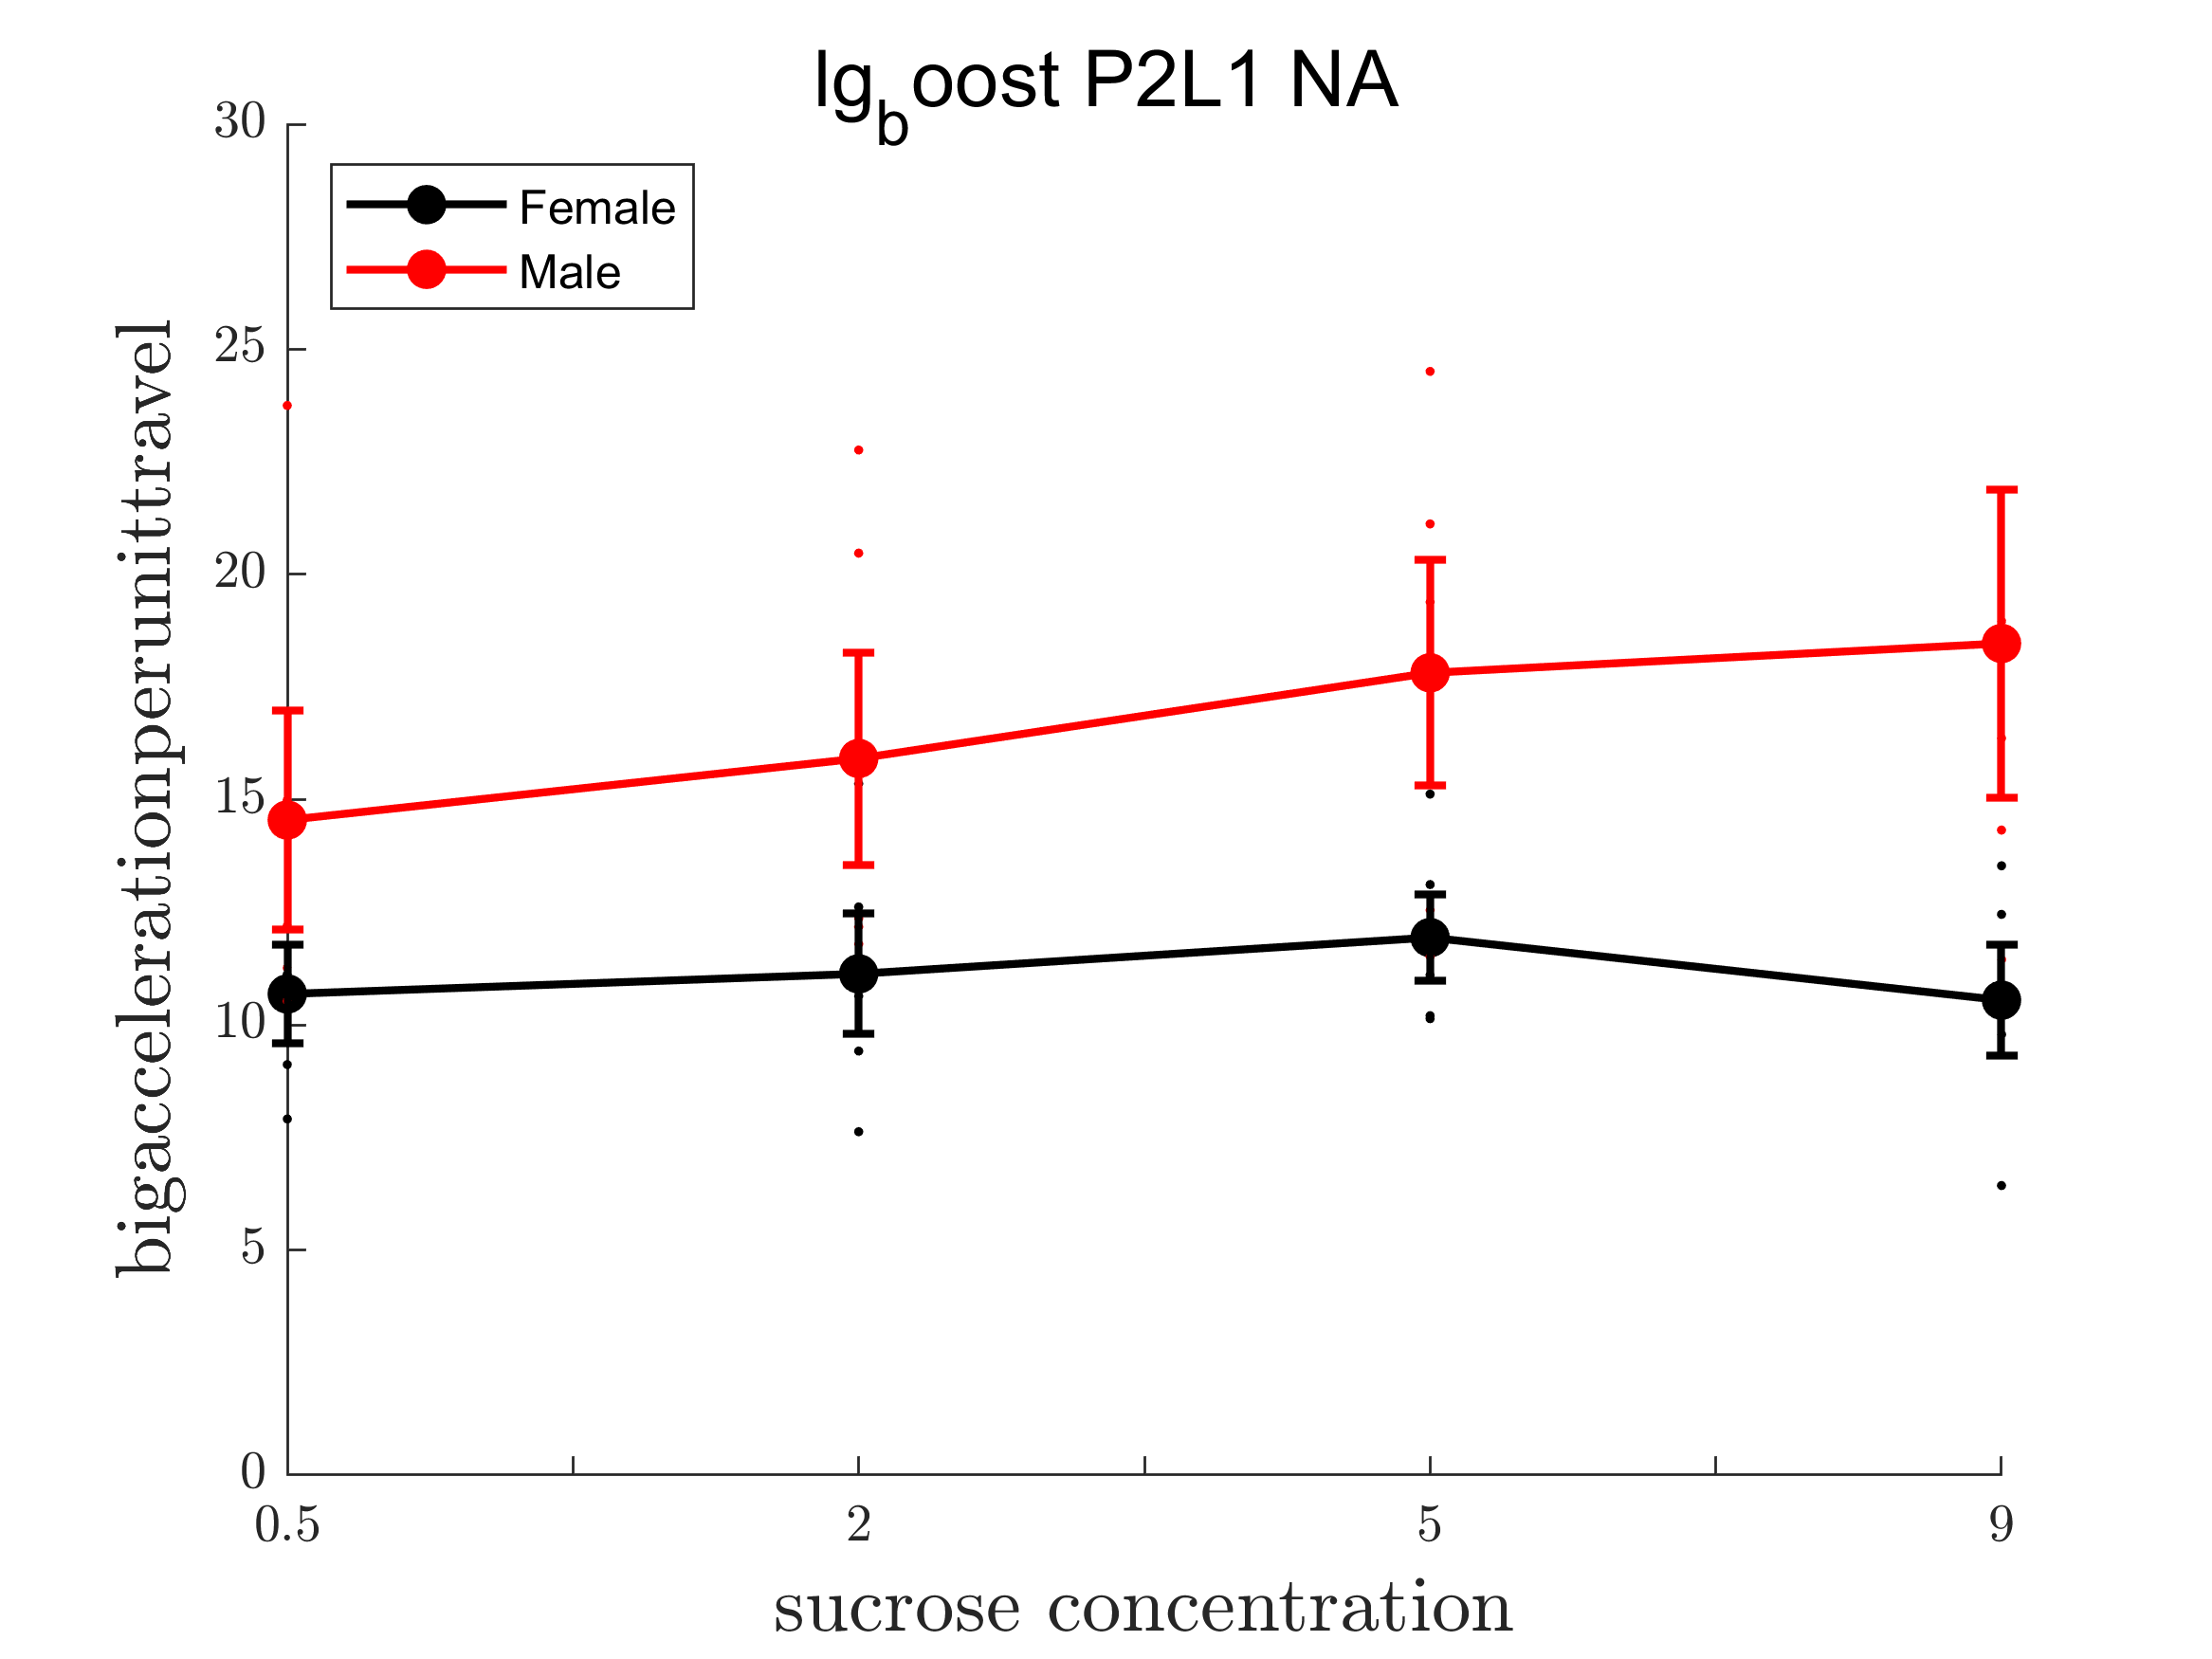 lg_boost P2L1 NA
30
25
20
15
10
5
0
Female
Male
bigaccelerationperunittravel
0.5 2 5 9
sucrose concentration